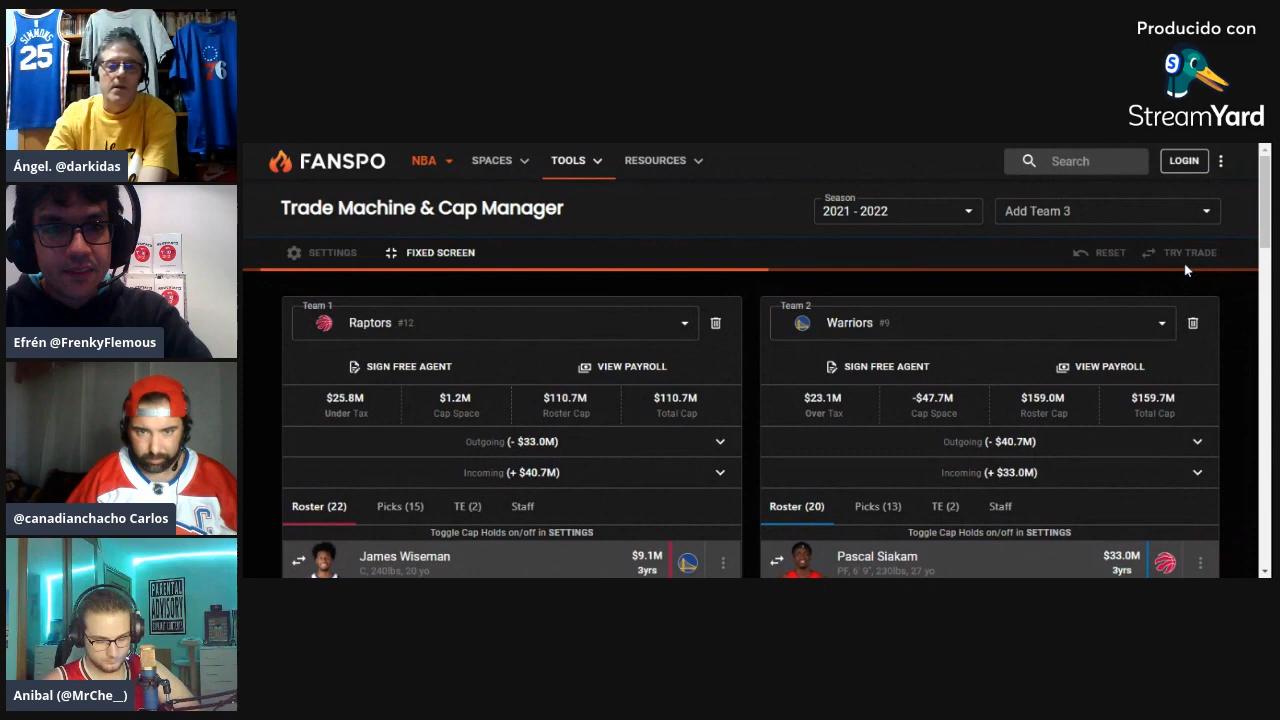 SIMMONS
25
76
Ángel. @darkidas
Efrén @FrenkyFlemous
C
@canadianchacho Carlos
PARENTAL
ADVISORY
Anibal (@MrChe__)
Producido con
S
StreamYard
FANSPO
NBA
SPACES
TOOLS
RESOURCES
Search
LOGIN
Trade Machine & Cap Manager
Season
2021 - 2022
Add Team 3
SETTINGS
FIXED SCREEN
RESET
TRY TRADE
Team 1
Raptors #12
SIGN FREE AGENT
VIEW PAYROLL
$25.8M
Under Tax
$1.2M
Cap Space
$110.7M
Roster Cap
$110.7M
Total Cap
Outgoing (- $33.0M)
Incoming (+ $40.7M)
Roster (22)
Picks (15)
TE (2)
Staff
Toggle Cap Holds on/off in SETTINGS
James Wiseman
C, 240lbs, 20 yo
$9.1M
3yrs
Team 2
Warriors #9
SIGN FREE AGENT
VIEW PAYROLL
$23.1M
Over Tax
-$47.7M
Cap Space
$159.0M
Roster Cap
$159.7M
Total Cap
Outgoing (- $40.7M)
Incoming (+ $33.0M)
Roster (20)
Picks (13)
TE (2)
Staff
Toggle Cap Holds on/off in SETTINGS
Pascal Siakam
PF, 6' 9", 230lbs, 27 yo
$33.0M
3yrs